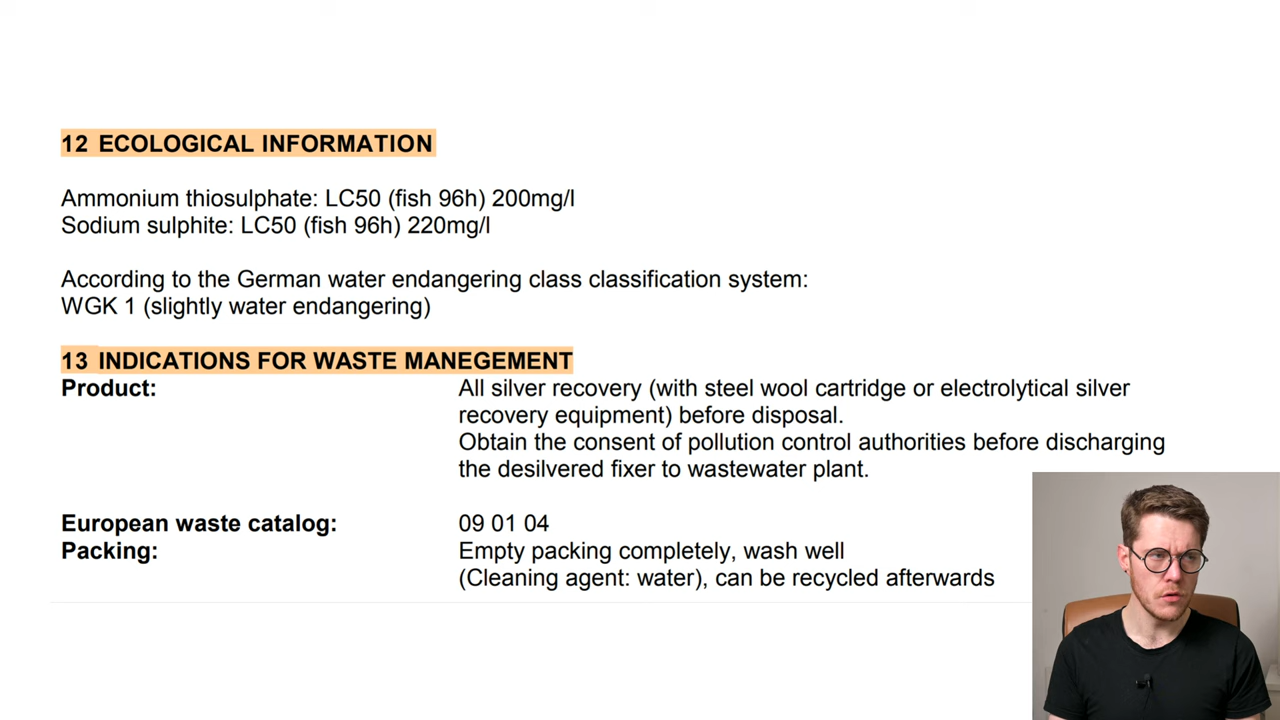 12 ECOLOGICAL INFORMATION
Ammonium thiosulphate: LC50 (fish 96h) 200mg/l
Sodium sulphite: LC50 (fish 96h) 220mg/l
According to the German water endangering class classification system:
WGK 1 (slightly water endangering)
13 INDICATIONS FOR WASTE MANEGEMENT
Product: All silver recovery (with steel wool cartridge or electrolytical silver
recovery equipment) before disposal.
Obtain the consent of pollution control authorities before discharging
the desilvered fixer to wastewater plant.
European waste catalog: 09 01 04
Packing: Empty packing completely, wash well
(Cleaning agent: water), can be recycled afterwards